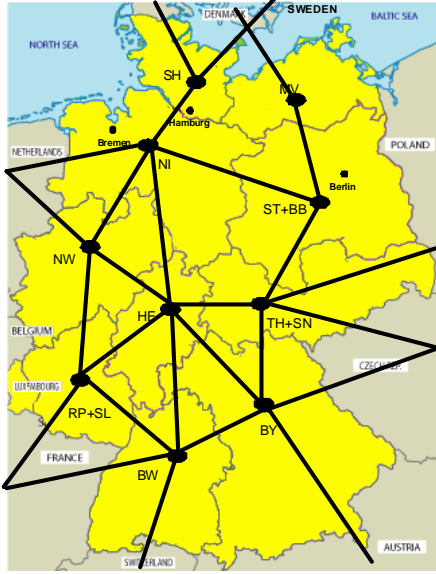 DENMARK
SWEDEN
BALTIC SEA
NORTH SEA
SH
MV
Hamburg
Bremen
NETHERLANDS
POLAND
NI
Berlin
ST+BB
NW
HE
TH+SN
BELGIUM
CZECH REP.
LUXEMBOURG
RP+SL
BY
FRANCE
BW
AUSTRIA
SWITZERLAND